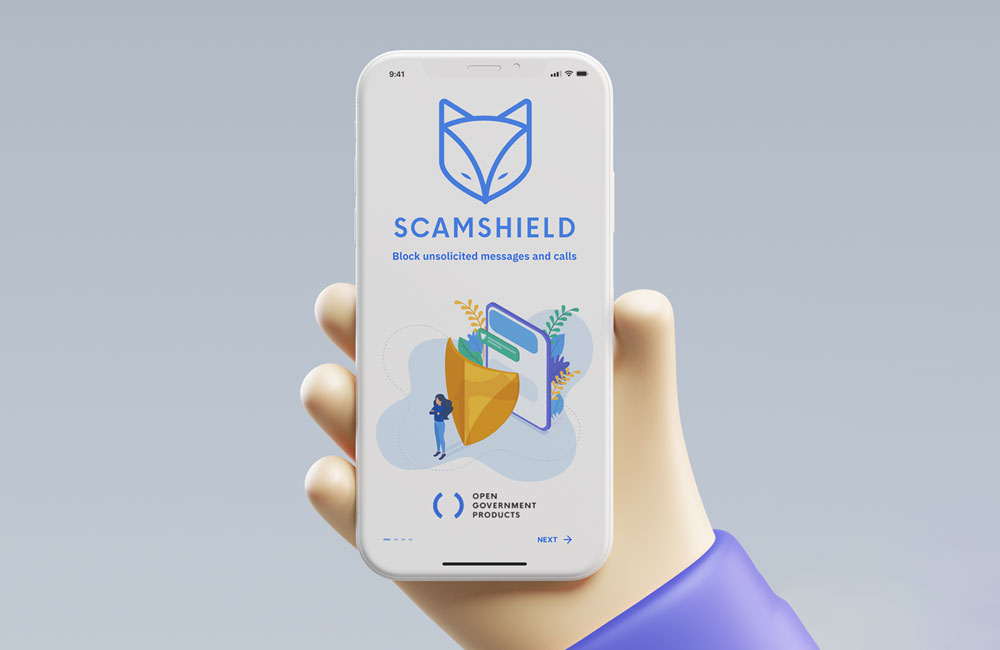 9:41
SCAMSHIELD
Block unsolicited messages and calls
OPEN
GOVERNMENT
PRODUCTS
NEXT